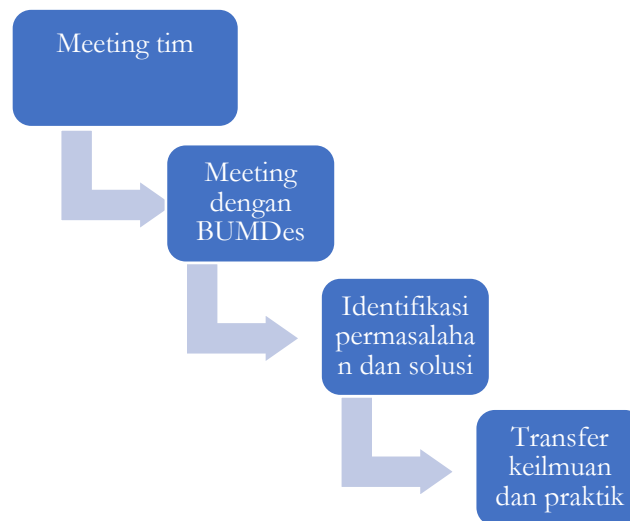 Meeting tim
Meeting
dengan
BUMDes
Identifikasi
permasalaha
n dan solusi
Transfer
keilmuan
dan praktik